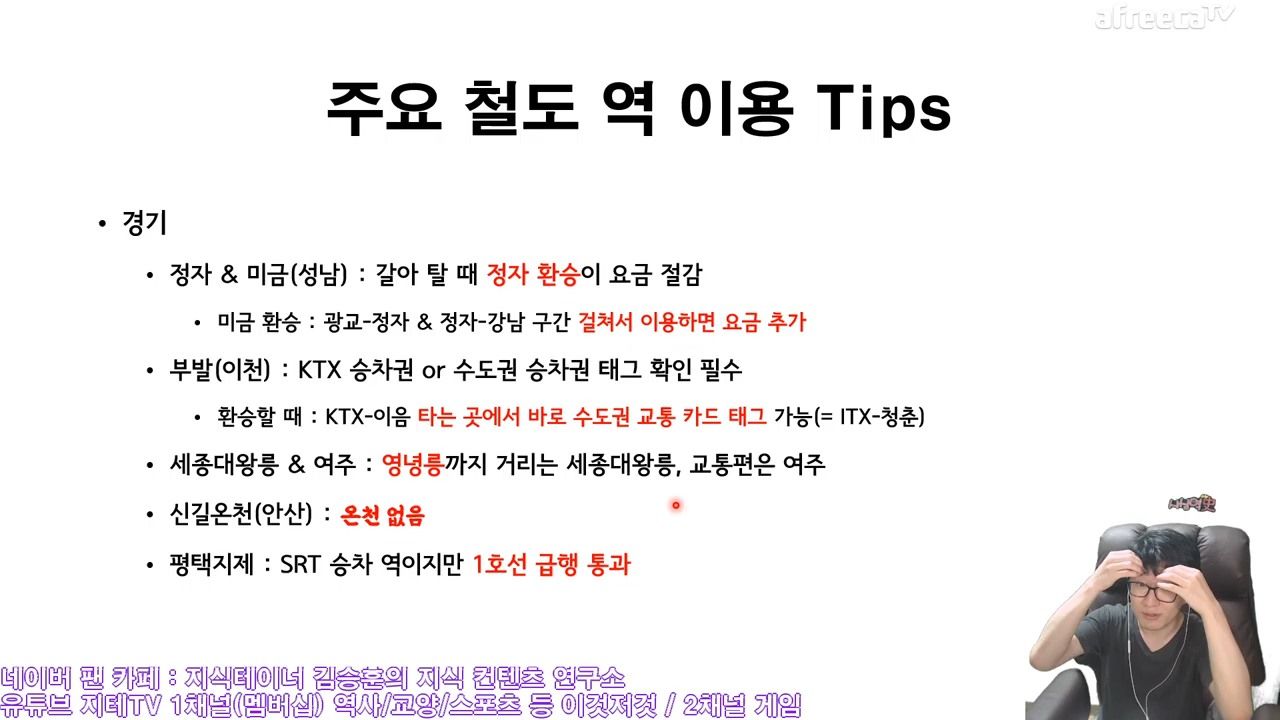 afreecaTV
주요 철도 역 이용 Tips
• 경기
• 정자 & 미금(성남) : 갈아 탈 때 정자 환승이 요금 절감
• 미금 환승 : 광교-정자 & 정자-강남 구간 걸쳐서 이용하면 요금 추가
• 부발(이천) : KTX 승차권 or 수도권 승차권 태그 확인 필수
• 환승할 때 : KTX-이음 타는 곳에서 바로 수도권 교통 카드 태그 가능(= ITX-청춘)
• 세종대왕릉 & 여주 : 영녕릉까지 거리는 세종대왕릉, 교통편은 여주
• 신길온천(안산) : 온천 없음
• 평택지제 : SRT 승차 역이지만 1호선 급행 통과
네이버 팬 카페 : 지식테이너 김승훈의 지식 컨텐츠 연구소
유튜브 지테TV 1채널(멤버십) 역사/교양/스포츠 등 이것저것 / 2채널 게임